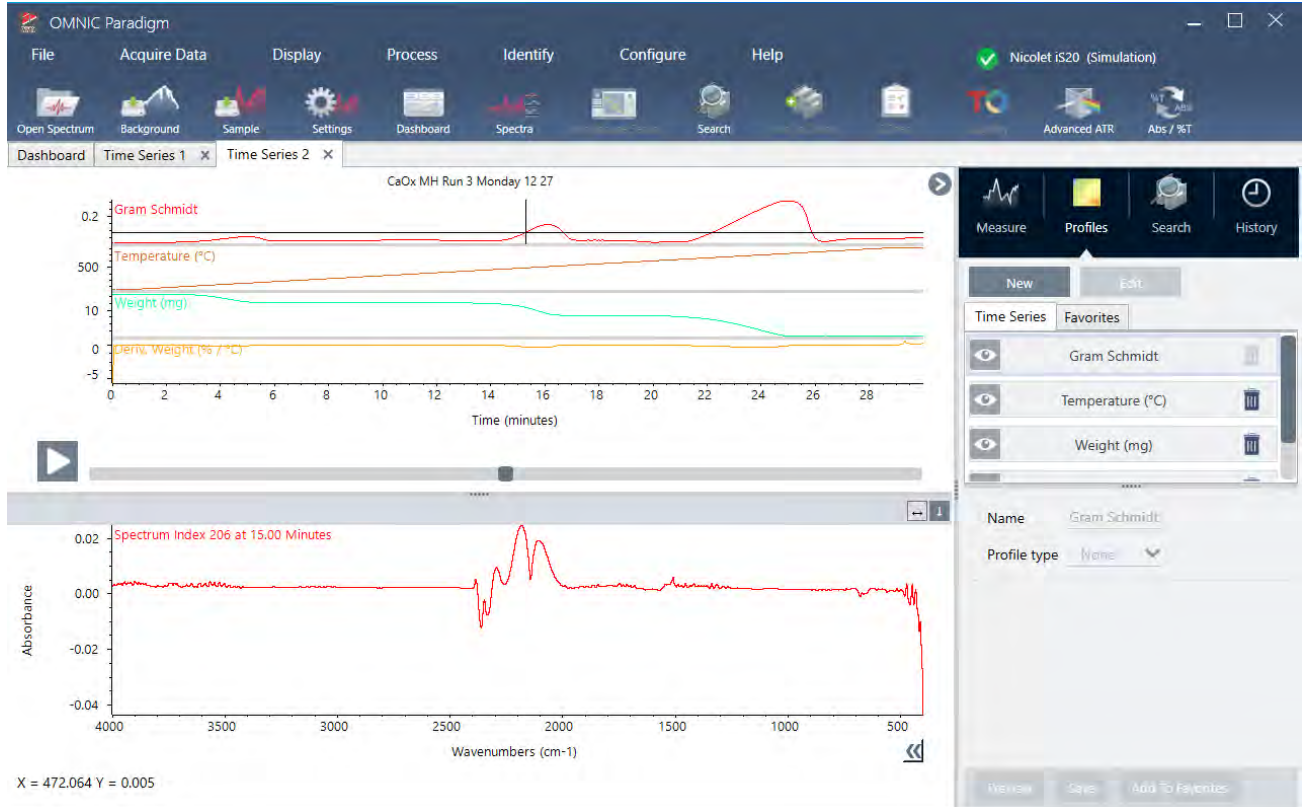 OMNIC Paradigm
File Acquire Data Display Process Identify Configure Help Nicolet iS20 (Simulation)
Open Spectrum Background Sample Settings Dashboard Spectra Search Advanced ATR Abs / %T
Dashboard Time Series 1 X Time Series 2 X
CaOx MH Run 3 Monday 12 27
Gram Schmidt
0.2
Temperature (°C)
500
Weight (mg)
10
Deriv. Weight (% / °C)
0
-5
0 2 4 6 8 10 12 14 16 18 20 22 24 26 28
Time (minutes)
Spectrum Index 206 at 15.00 Minutes
0.02
0.00
-0.02
-0.04
Absorbance
4000 3500 3000 2500 2000 1500 1000 500
Wavenumbers (cm-1)
X = 472.064 Y = 0.005
Measure Profiles Search History
New Edit
Time Series Favorites
Gram Schmidt
Temperature (°C)
Weight (mg)
Name Gram Schmidt
Profile type None
Preview Save Add To Favorites